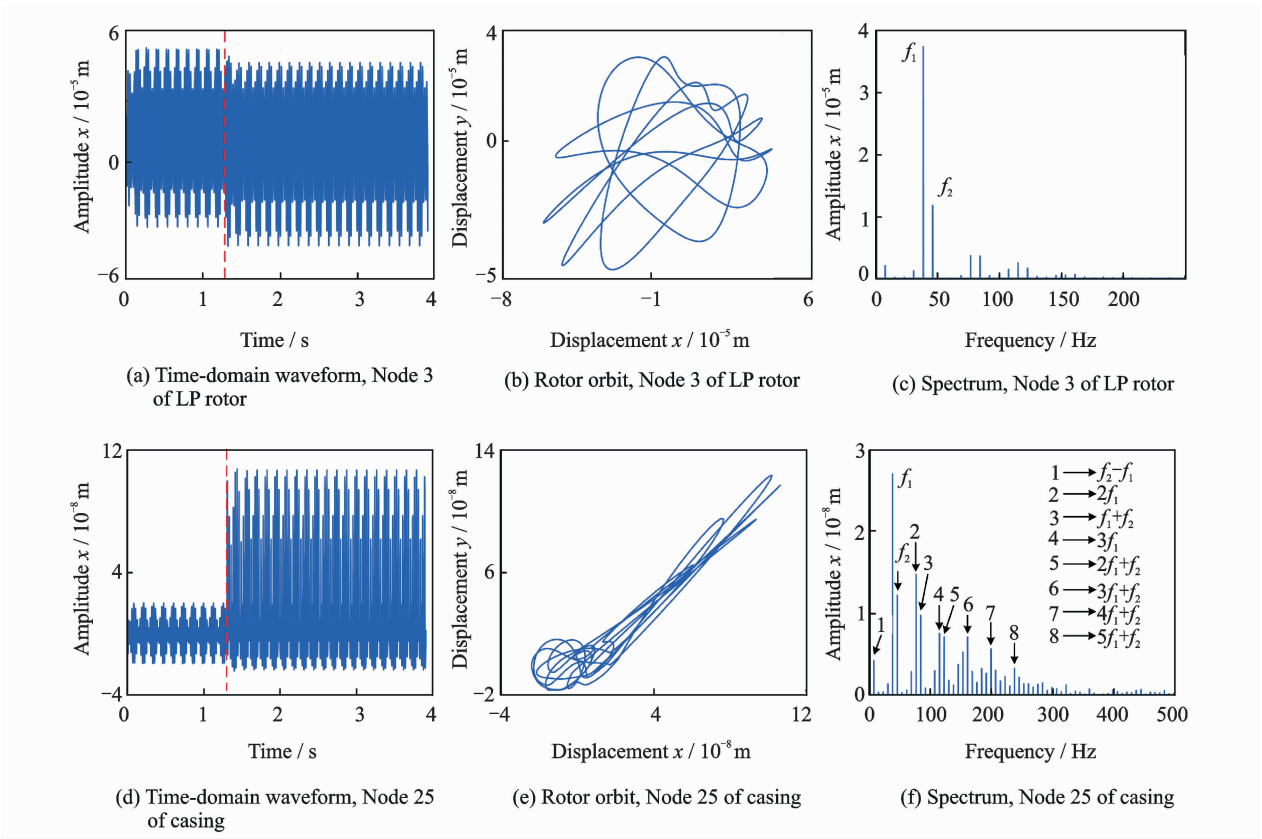 6
0
−6
0
1
2
3
4
Amplitude x / 10⁻⁵ m
Time / s
(a) Time-domain waveform, Node 3
of LP rotor
4
0
−5
−8
−1
6
Displacement y / 10⁻⁵ m
Displacement x / 10⁻⁵ m
(b) Rotor orbit, Node 3 of LP rotor
4
3
2
1
0
0
50
100
150
200
f₁
f₂
Amplitude x / 10⁻⁵ m
Frequency / Hz
(c) Spectrum, Node 3 of LP rotor
12
4
−4
0
1
2
3
4
Amplitude x / 10⁻⁸ m
Time / s
(d) Time-domain waveform, Node 25
of casing
14
6
−2
−4
4
12
Displacement y / 10⁻⁸ m
Displacement x / 10⁻⁸ m
(e) Rotor orbit, Node 25 of casing
3
2
1
0
0
100
200
300
400
500
f₁
f₂
1
2
3
4
5
6
7
8
1→f₂−f₁
2→2f₁
3→f₁+f₂
4→3f₁
5→2f₁+f₂
6→3f₁+f₂
7→4f₁+f₂
8→5f₁+f₂
Amplitude x / 10⁻⁸ m
Frequency / Hz
(f) Spectrum, Node 25 of casing